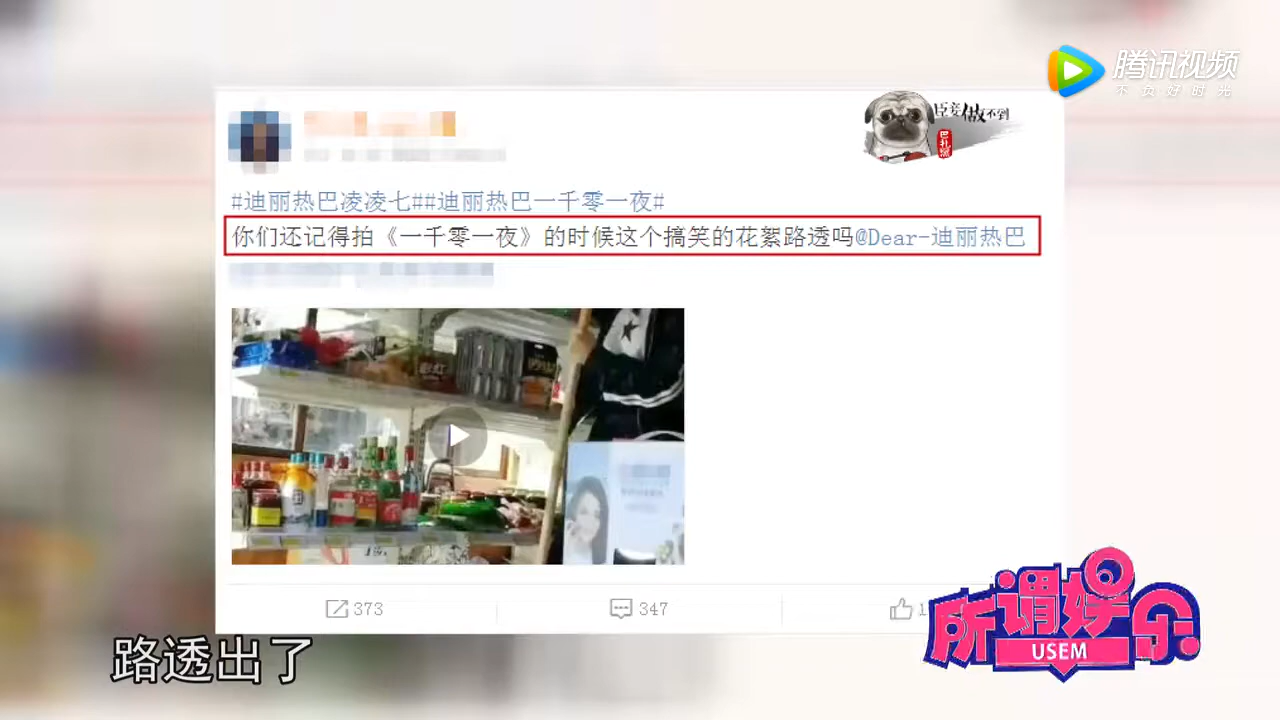 腾讯视频
不负好时光
臣妾做不到
巴扎黑
#迪丽热巴凌凌七##迪丽热巴一千零一夜#
你们还记得拍《一千零一夜》的时候这个搞笑的花絮路透吗@Dear-迪丽热巴
373
347
1
所谓娱乐
USEM
路透出了